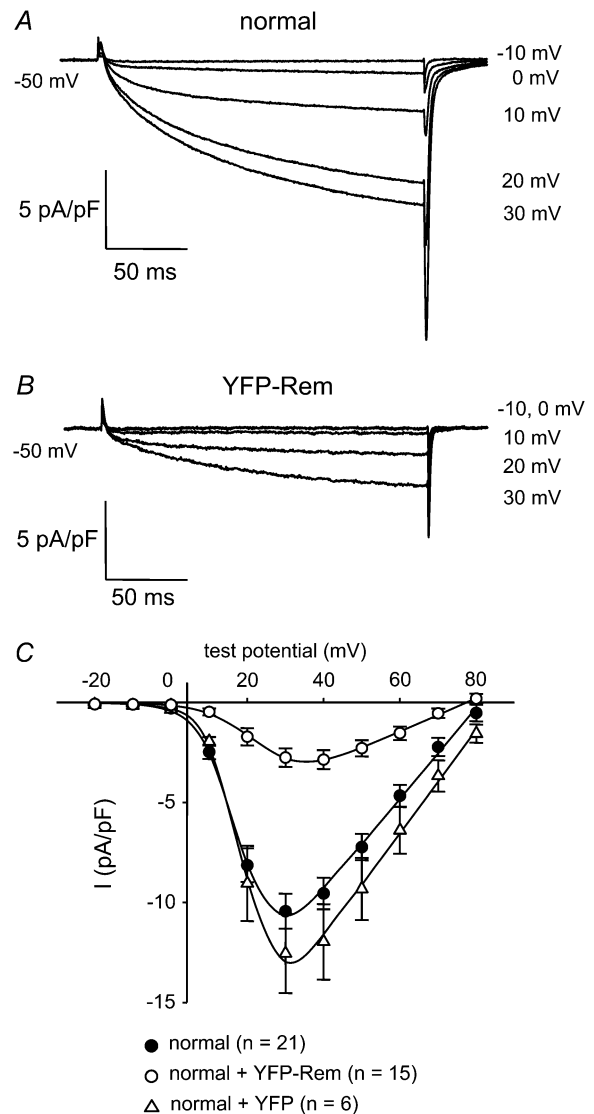 A normal
-10 mV
-50 mV
0 mV
10 mV
20 mV
5 pA/pF
30 mV
50 ms
B YFP-Rem
-10, 0 mV
10 mV
-50 mV
20 mV
30 mV
5 pA/pF
50 ms
C test potential (mV)
-20 0 20 40 60 80
-5
I (pA/pF)
-10
-15
normal (n = 21)
normal + YFP-Rem (n = 15)
normal + YFP (n = 6)